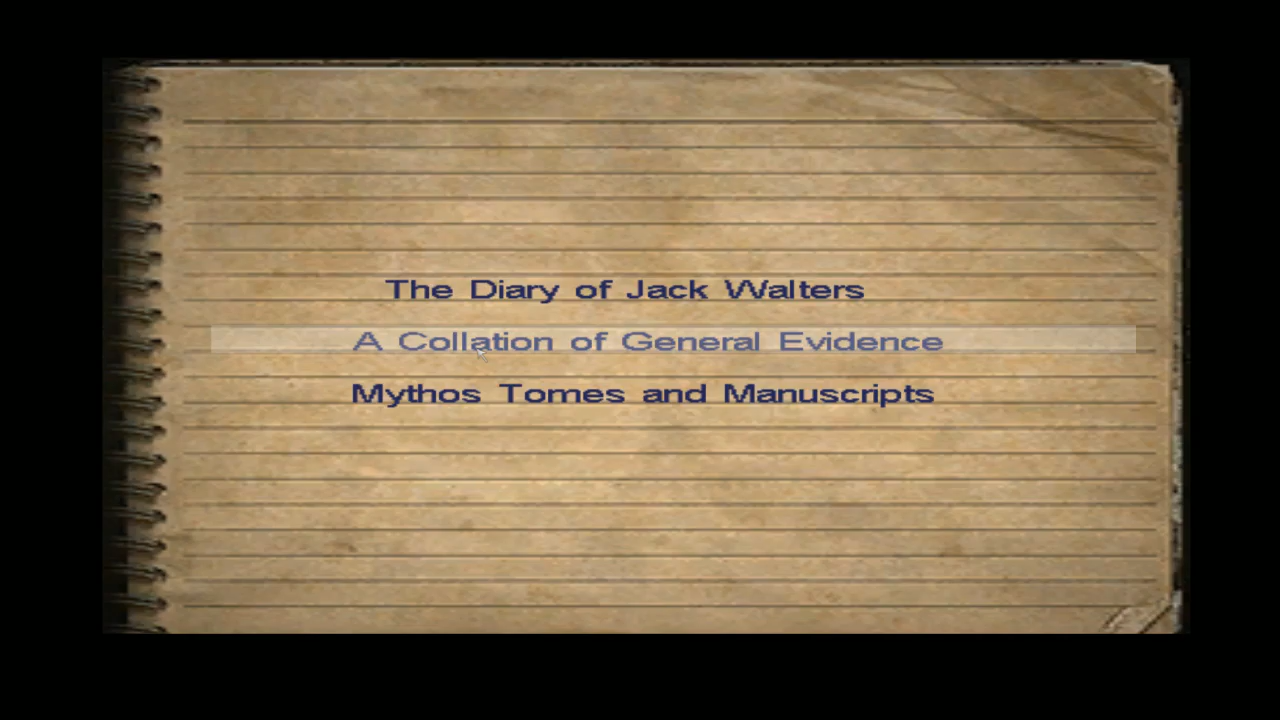 The Diary of Jack Walters
A Collation of General Evidence
Mythos Tomes and Manuscripts